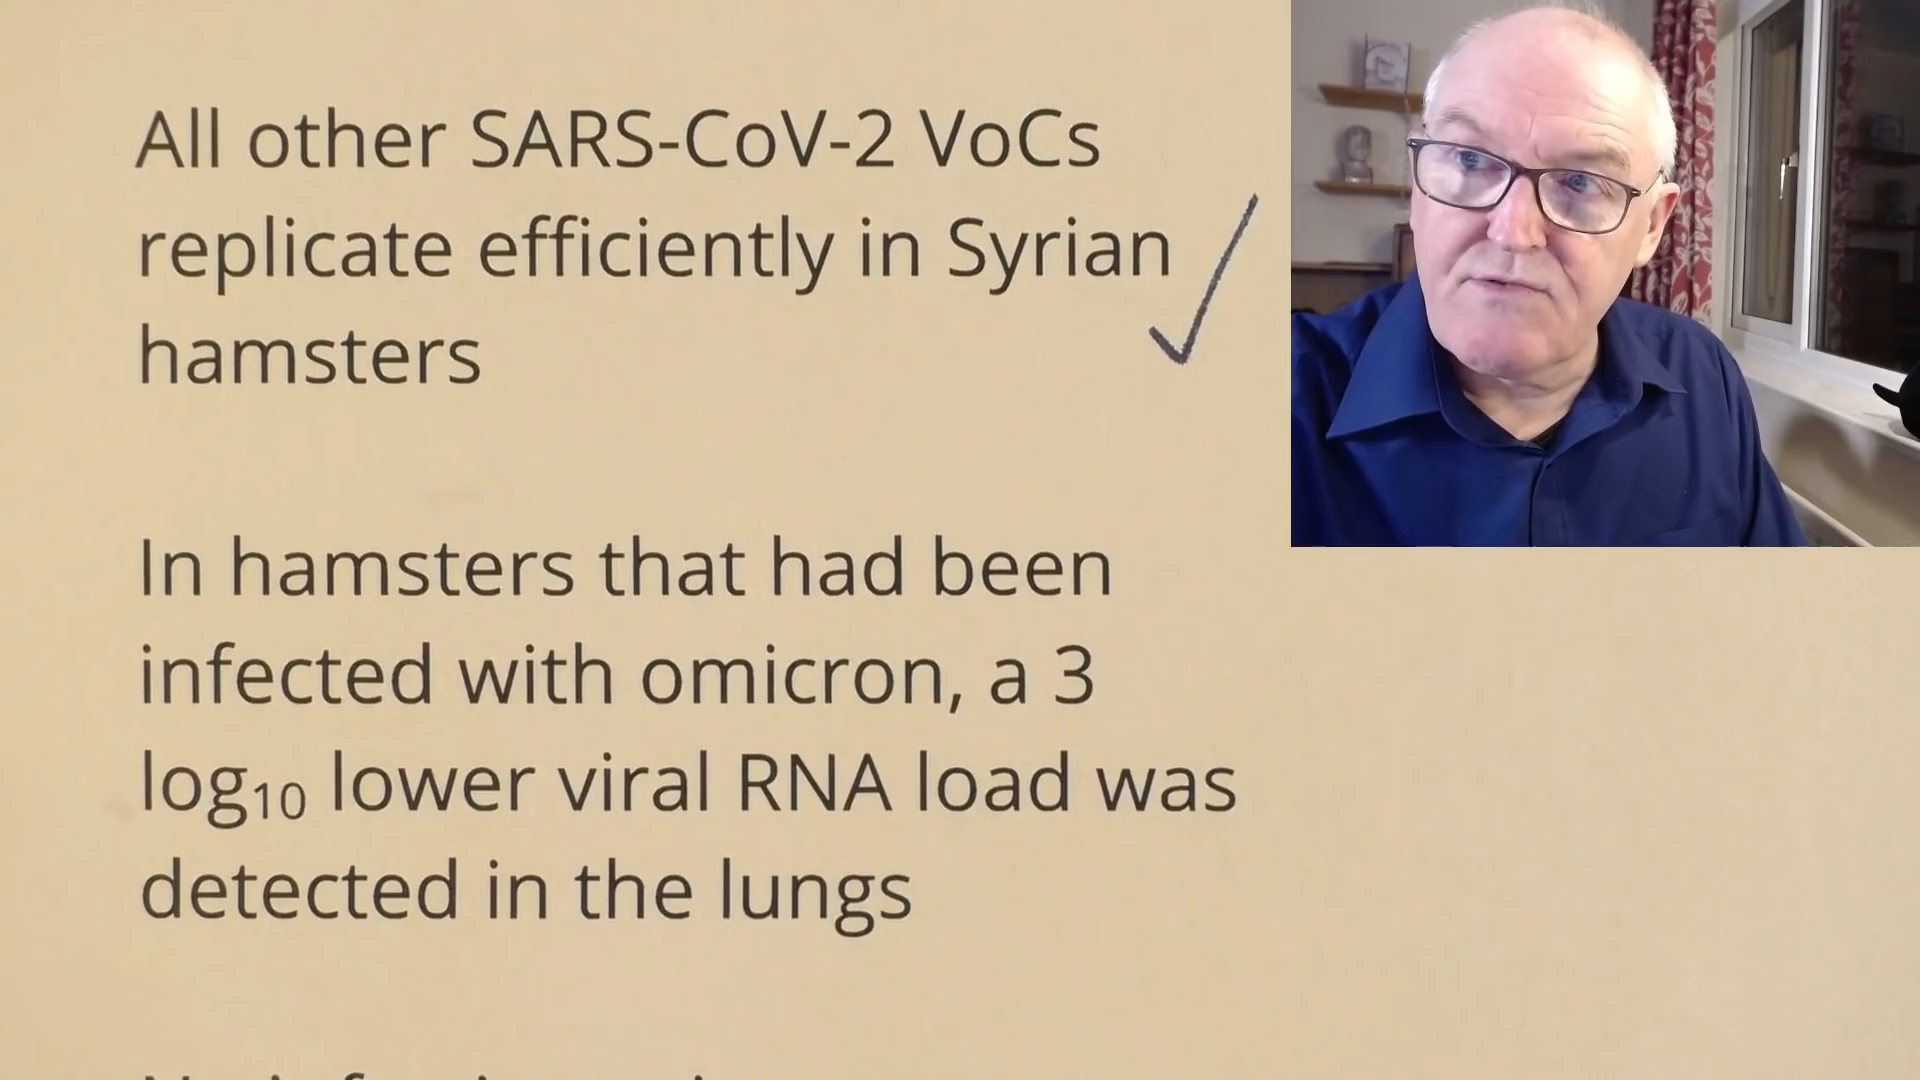 All other SARS-CoV-2 VoCs
replicate efficiently in Syrian
hamsters
In hamsters that had been
infected with omicron, a 3
log₁₀ lower viral RNA load was
detected in the lungs